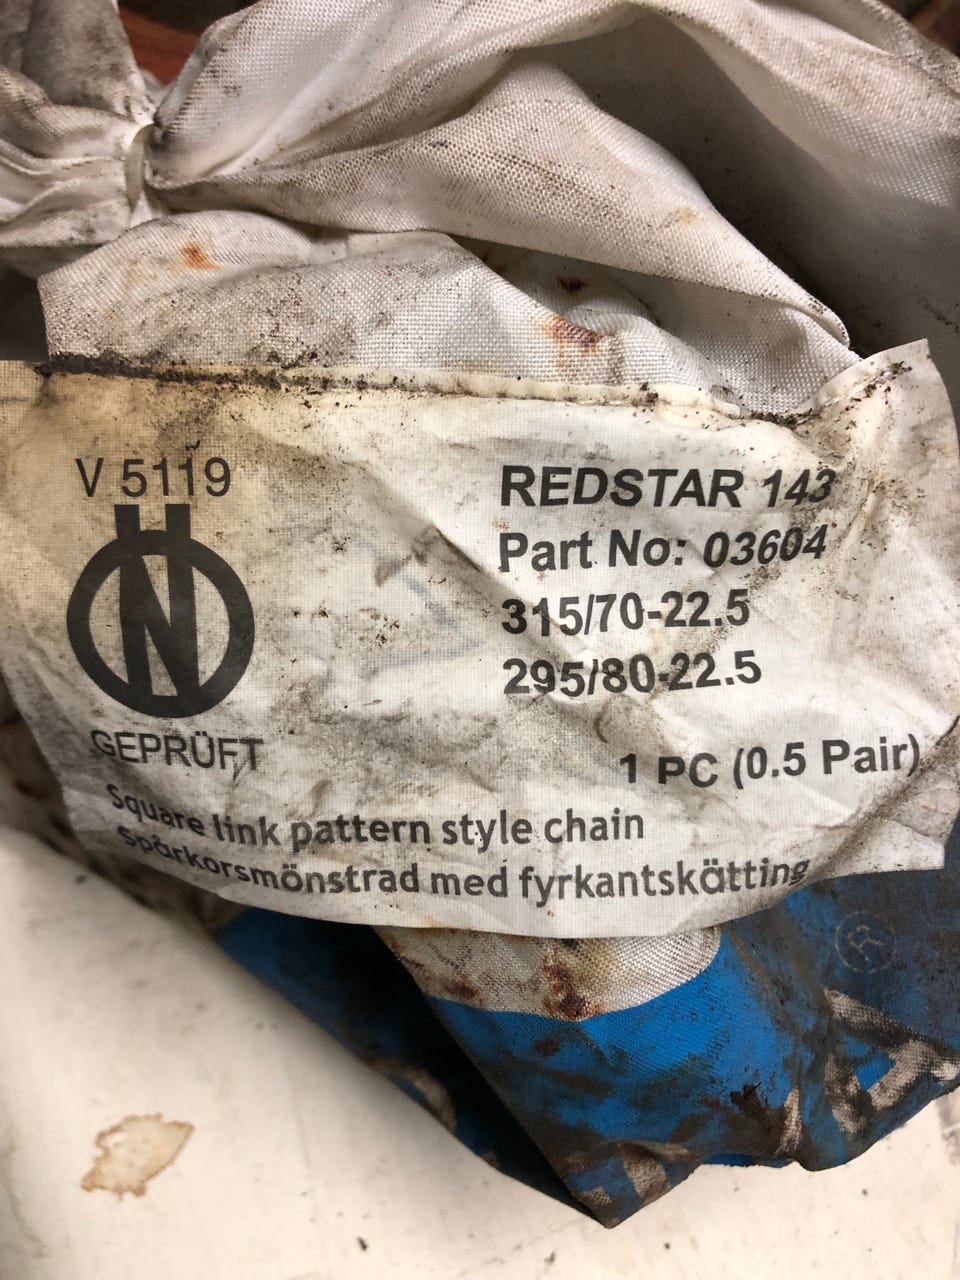 V 5119
N
GEPRÜFT
REDSTAR 143
Part No: 03604
315/70-22.5
295/80-22.5
1 PC (0.5 Pair)
Square link pattern style chain
Spårkorsmönstrad med fyrkantskätting
®